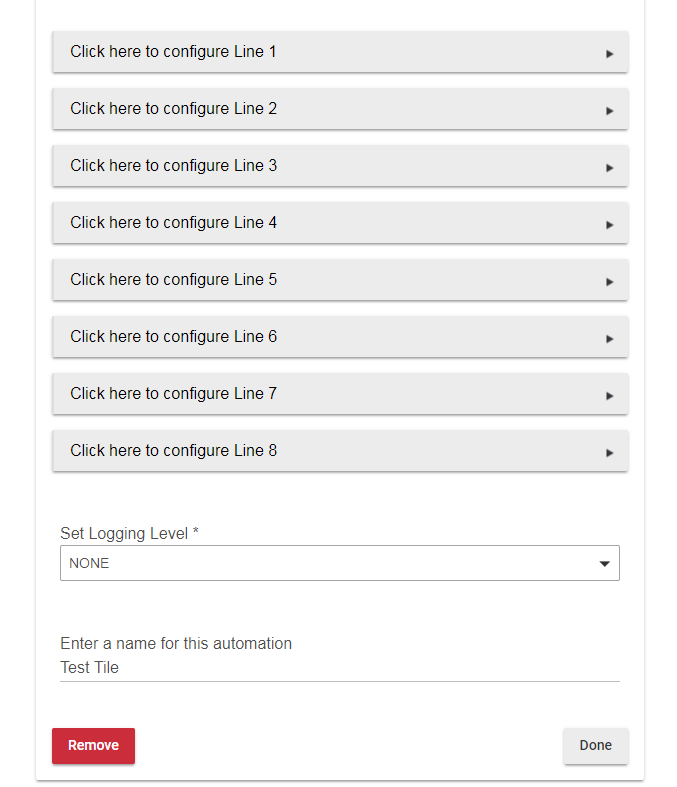 Click here to configure Line 1
Click here to configure Line 2
Click here to configure Line 3
Click here to configure Line 4
Click here to configure Line 5
Click here to configure Line 6
Click here to configure Line 7
Click here to configure Line 8
Set Logging Level *
NONE
Enter a name for this automation
Test Tile
Remove
Done